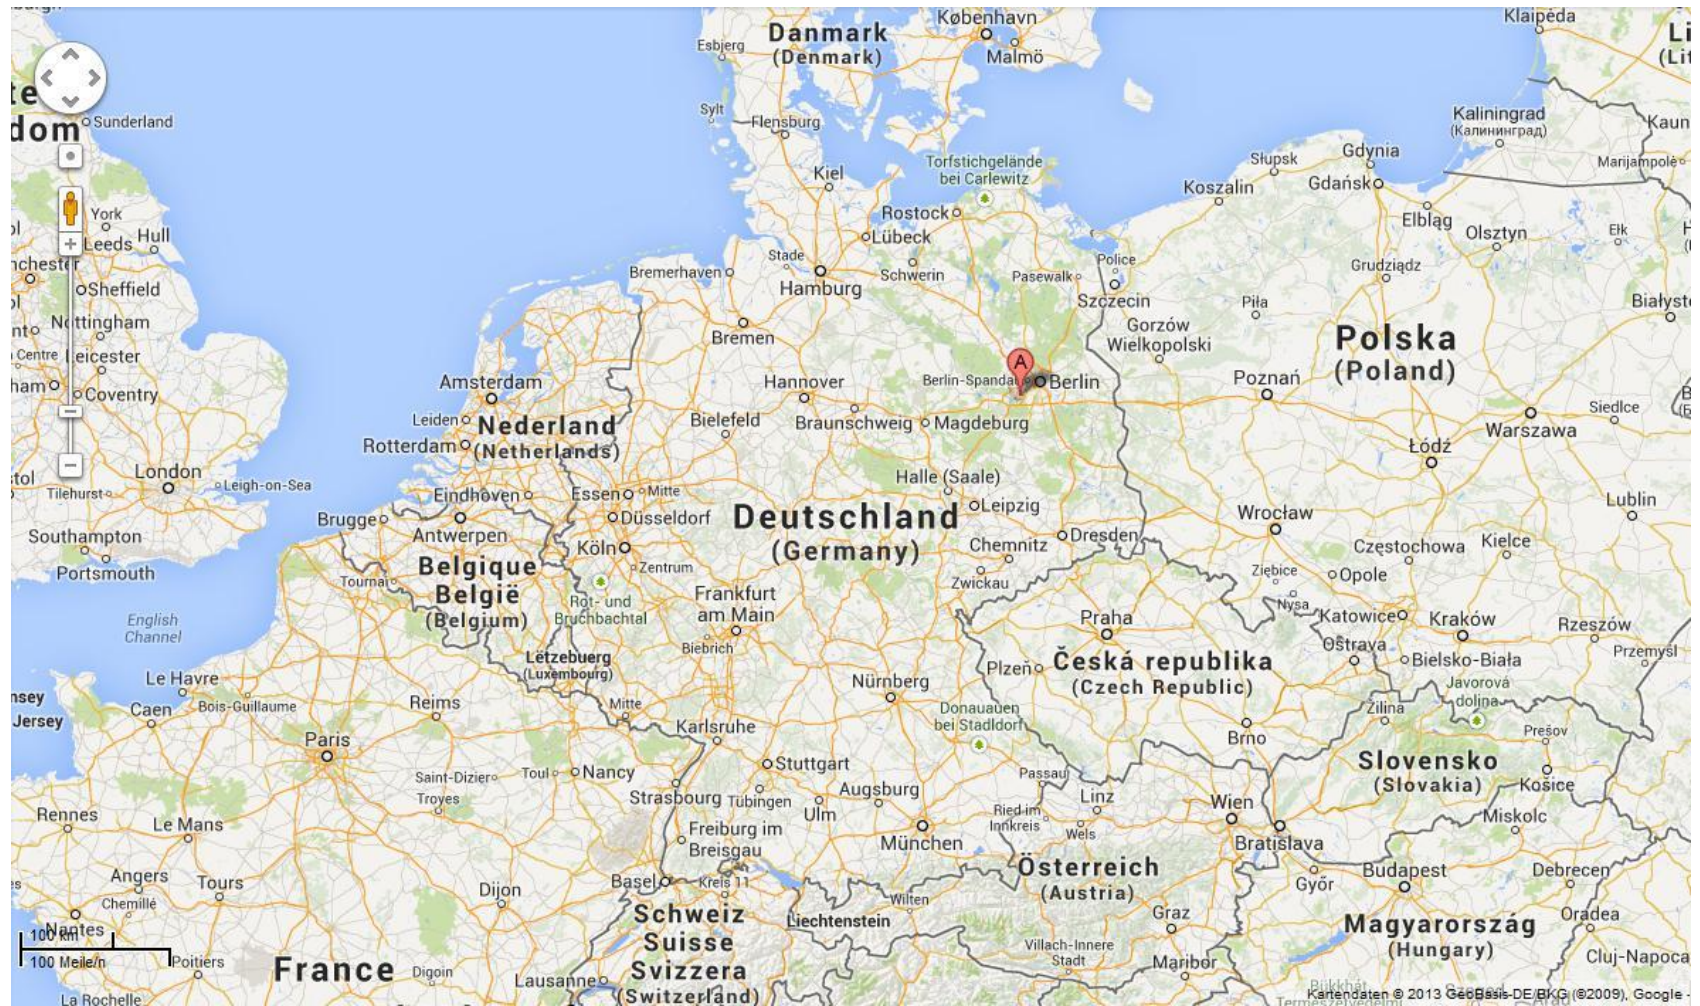 København
Klaipėda
Danmark
(Denmark)
Esbjerg
Malmö
Sylt
Flensburg
Sunderland
Kaliningrad
(Калининград)
Marijampolė
Torfstichgelände
bei Carlewitz
Kiel
Słupsk
Gdynia
Koszalin
Gdańsk
York
Rostock
Elbląg
Leeds
Hull
Lübeck
Olsztyn
Ełk
Stade
Schwerin
Pasewalk
Police
Grudziądz
Bremerhaven
Sheffield
Hamburg
Szczecin
Piła
Nottingham
Bremen
Gorzów
Wielkopolski
Polska
(Poland)
Leicester
A
Amsterdam
Hannover
Berlin
Poznań
Coventry
Leiden
Nederland
(Netherlands)
Bielefeld
Braunschweig
Magdeburg
Siedlce
Warszawa
Rotterdam
Łódź
London
Leigh-on-Sea
Tilehurst
Eindhoven
Essen
Mitte
Halle (Saale)
Leipzig
Lublin
Brugge
Antwerpen
Düsseldorf
Deutschland
(Germany)
Wrocław
Southampton
Portsmouth
Köln
Chemnitz
Dresden
Częstochowa
Kielce
Belgique
België
(Belgium)
Zentrum
Zwickau
Ziębice
Opole
Tournai
Rot- und
Bruchbachtal
Frankfurt
am Main
Nysa
English
Channel
Praha
Katowice
Kraków
Rzeszów
Biebrich
Ostrava
Przemyśl
Lëtzebuerg
(Luxembourg)
Plzeň
Česká republika
(Czech Republic)
Bielsko-Biała
Le Havre
Nürnberg
Javorová
dolina
Jersey
Caen
Bois-Guillaume
Reims
Mitte
Donauauen
bei Stadldorf
Žilina
Karlsruhe
Brno
Prešov
Paris
Stuttgart
Slovensko
(Slovakia)
Saint-Dizier
Toul
Nancy
Passau
Košice
Troyes
Strasbourg
Tübingen
Ulm
Augsburg
Linz
Wien
Rennes
Le Mans
Ried im
Innkreis
Wels
Miskolc
Freiburg im
Breisgau
München
Bratislava
Angers
Tours
Dijon
Basel
Kreis 11
Österreich
(Austria)
Győr
Budapest
Debrecen
Chemillé
Wilten
Nantes
Schweiz
Suisse
Svizzera
(Switzerland)
Liechtenstein
Graz
Magyarország
(Hungary)
Oradea
100 km
100 Meile/n
Poitiers
France
Digoin
Lausanne
Villach-Innere
Stadt
Maribor
Cluj-Napoca
La Rochelle
Kartendaten © 2013 GeoBasis-DE/BKG (©2009), Google